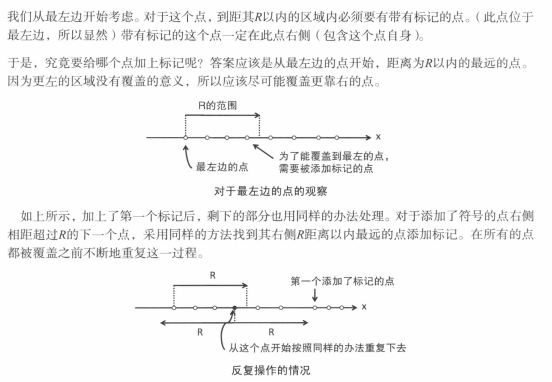 我们从最左边开始考虑。对于这个点，到距其R以内的区域内必须要有带有标记的点。（此点位于
最左边，所以显然）带有标记的这个点一定在此点右侧（包含这个点自身）。
于是，究竟要给哪个点加上标记呢？答案应该是从最左边的点开始，距离为R以内的最远的点。
因为更左的区域没有覆盖的意义，所以应该尽可能覆盖更靠右的点。
R的范围
x
最左边的点
为了能覆盖到最左的点，
需要被添加标记的点
对于最左边的点的观察
如上所示，加上了第一个标记后，剩下的部分也用同样的办法处理。对于添加了符号的点右侧
相距超过R的下一个点，采用同样的方法找到其右侧R距离以内最远的点添加标记。在所有的点
都被覆盖之前不断地重复这一过程。
R
第一个添加了标记的点
x
R
R
从这个点开始按照同样的办法重复下去
反复操作的情况